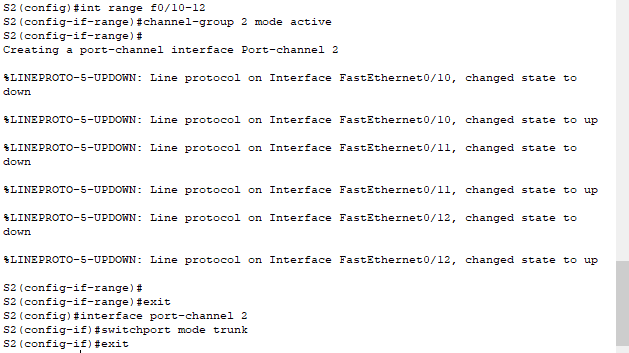 S2(config)#int range f0/10-12
S2(config-if-range)#channel-group 2 mode active
S2(config-if-range)#
Creating a port-channel interface Port-channel 2
%LINEPROTO-5-UPDOWN: Line protocol on Interface FastEthernet0/10, changed state to
down
%LINEPROTO-5-UPDOWN: Line protocol on Interface FastEthernet0/10, changed state to up
%LINEPROTO-5-UPDOWN: Line protocol on Interface FastEthernet0/11, changed state to
down
%LINEPROTO-5-UPDOWN: Line protocol on Interface FastEthernet0/11, changed state to up
%LINEPROTO-5-UPDOWN: Line protocol on Interface FastEthernet0/12, changed state to
down
%LINEPROTO-5-UPDOWN: Line protocol on Interface FastEthernet0/12, changed state to up
S2(config-if-range)#
S2(config-if-range)#exit
S2(config)#interface port-channel 2
S2(config-if)#switchport mode trunk
S2(config-if)#exit